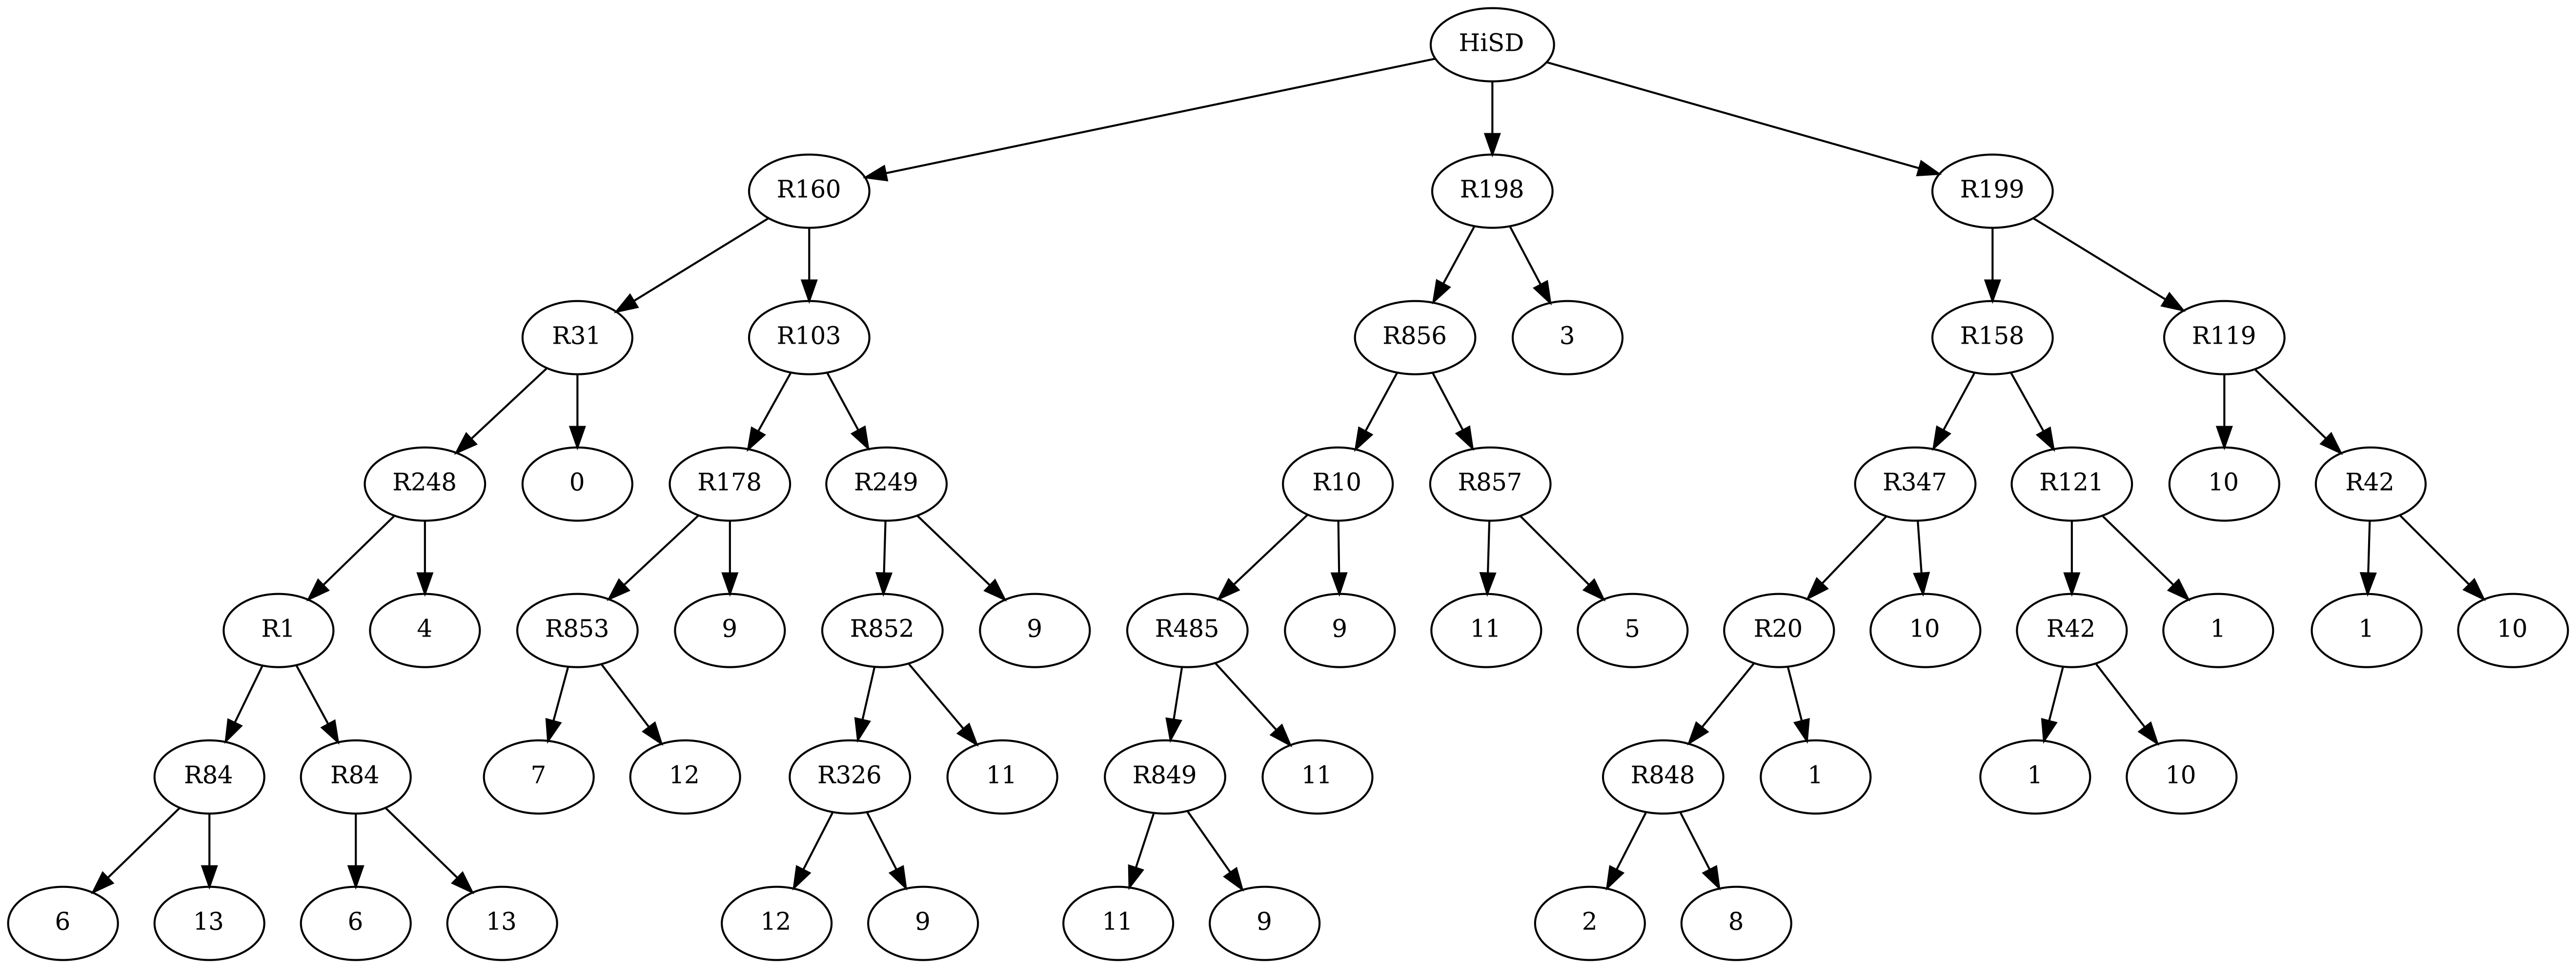 HiSD
R160 R198 R199
R31 R103 R856 3 R158 R119
R248 0 R178 R249 R10 R857 R347 R121 10 R42
R1 4 R853 9 R852 9 R485 9 11 5 R20 10 R42 1 1 10
R84 R84 7 12 R326 11 R849 11 R848 1 1 10
6 13 6 13 12 9 11 9 2 8